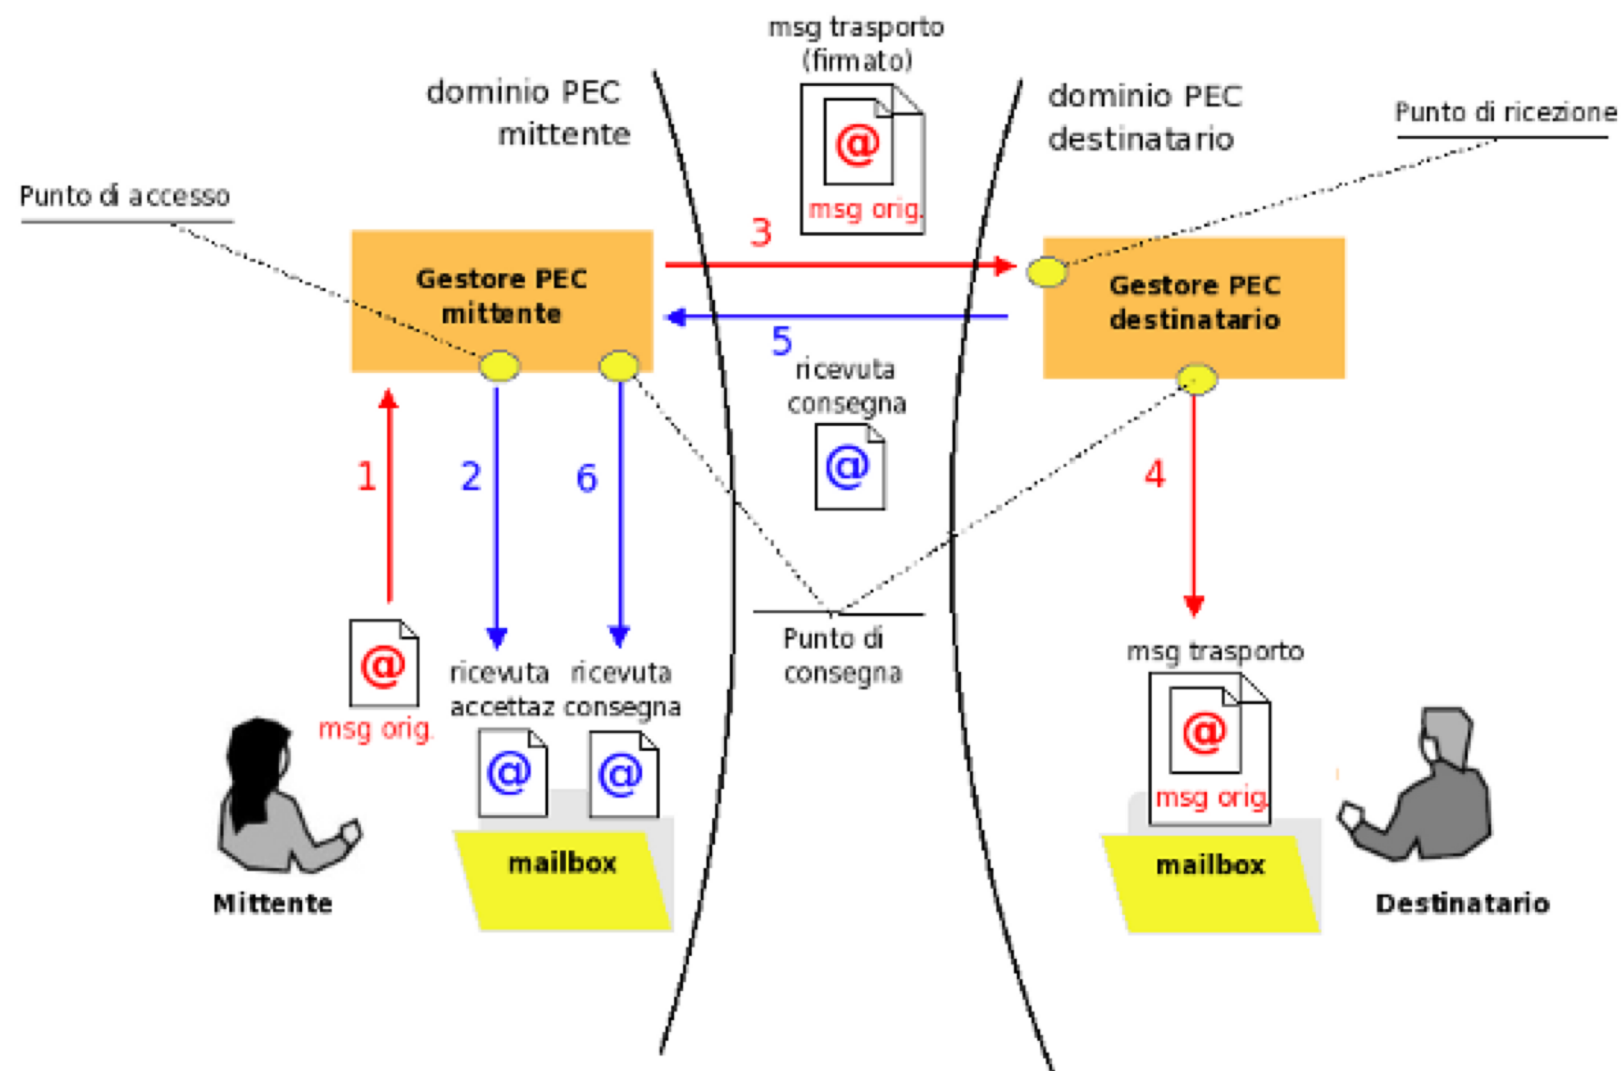 msg trasporto
(firmato)
dominio PEC
mittente
dominio PEC
destinatario
Punto di ricezione
@
msg orig.
Punto di accesso
3
Gestore PEC
mittente
Gestore PEC
destinatario
5
ricevuta
consegna
@
1
2
6
4
Punto di
consegna
@
msg orig.
ricevuta
accettaz
ricevuta
consegna
@
@
mailbox
Mittente
msg trasporto
@
msg orig.
mailbox
Destinatario